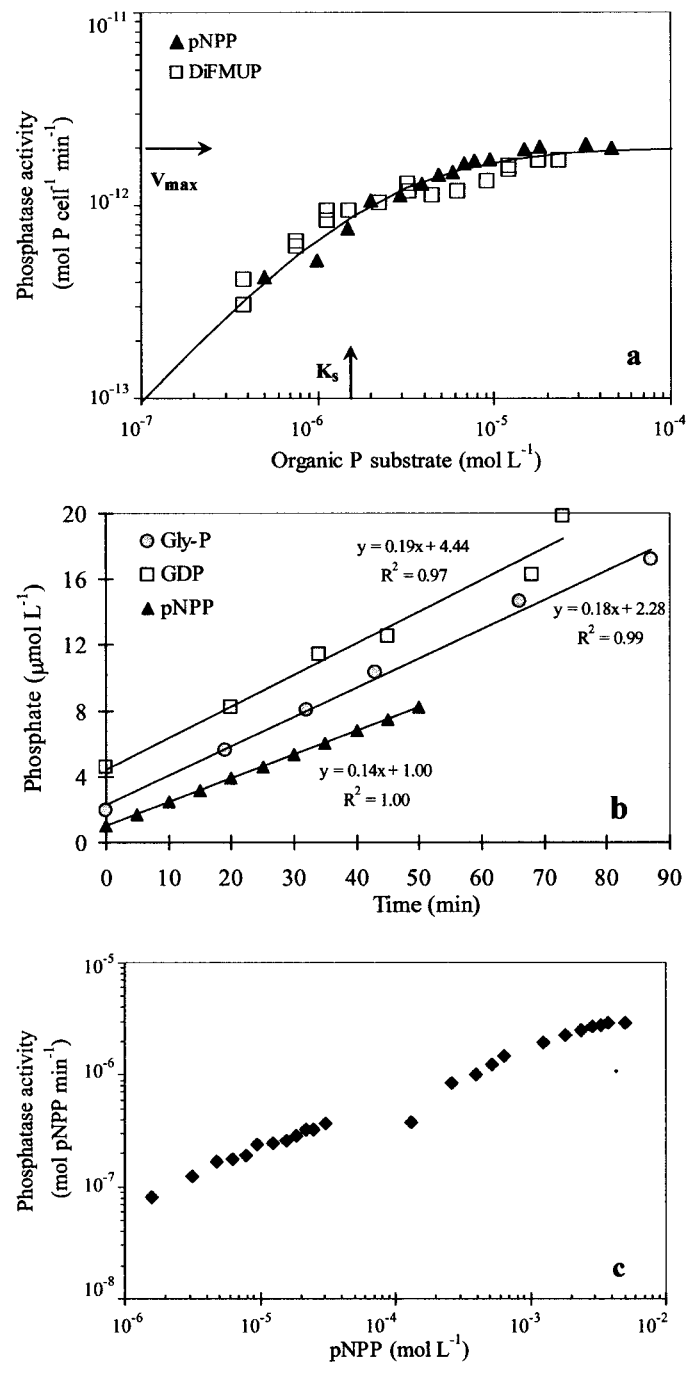 10⁻¹¹
pNPP
DiFMUP
Phosphatase activity
(mol P cell⁻¹ min⁻¹)
Vmax
10⁻¹²
Ks
a
10⁻¹³
10⁻⁷ 10⁻⁶ 10⁻⁵ 10⁻⁴
Organic P substrate (mol L⁻¹)
20
Gly-P
GDP
pNPP
y = 0.19x + 4.44
R² = 0.97
16
y = 0.18x + 2.28
R² = 0.99
12
Phosphate (μmol L⁻¹)
8
y = 0.14x + 1.00
R² = 1.00
4
b
0
0 10 20 30 40 50 60 70 80 90
Time (min)
10⁻⁵
Phosphatase activity
(mol pNPP min⁻¹)
10⁻⁶
10⁻⁷
c
10⁻⁸
10⁻⁶ 10⁻⁵ 10⁻⁴ 10⁻³ 10⁻²
pNPP (mol L⁻¹)